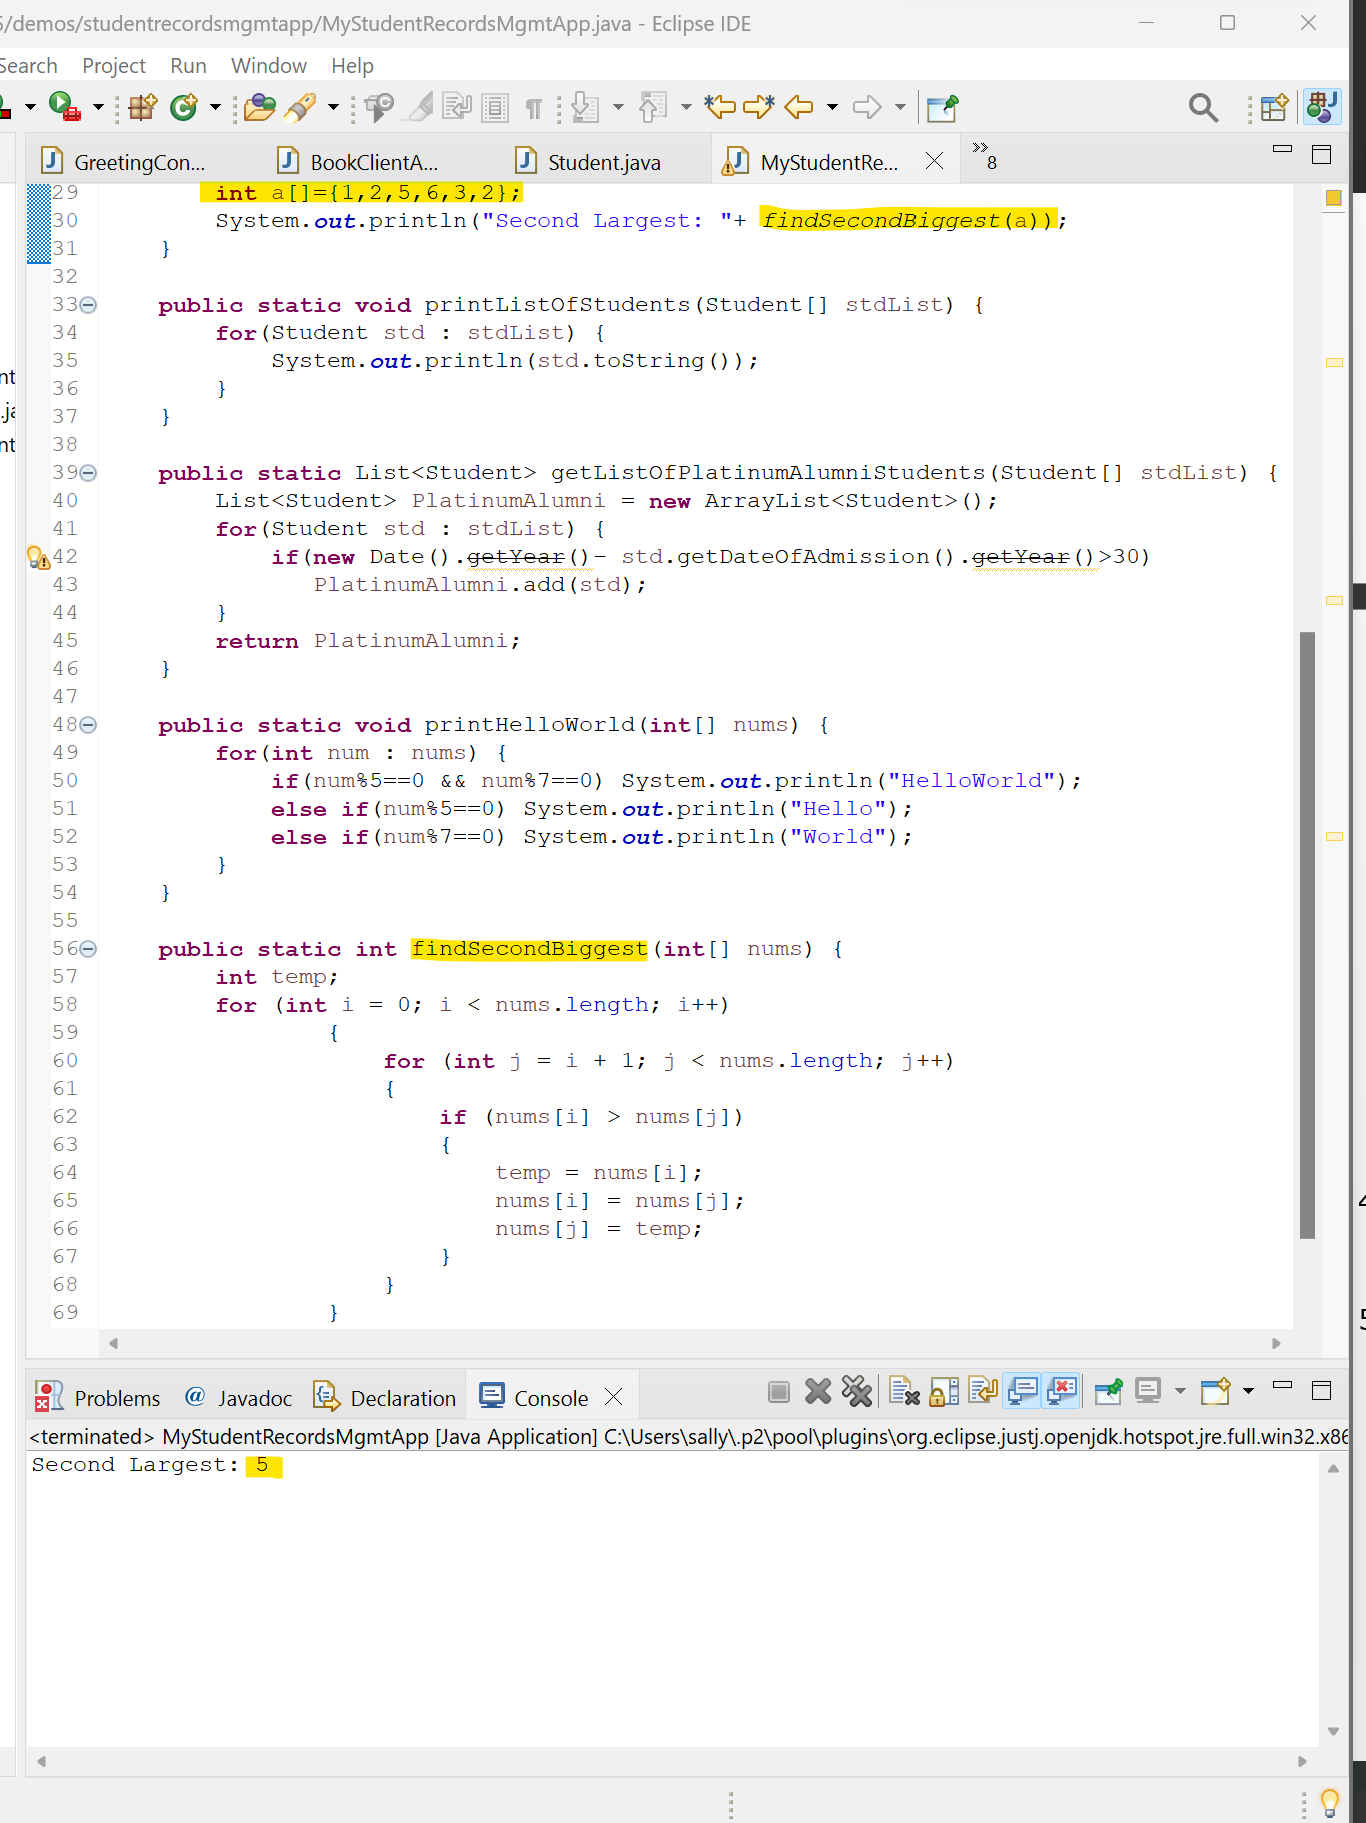 5/demos/studentrecordsmgmtapp/MyStudentRecordsMgmtApp.java - Eclipse IDE
Search Project Run Window Help
GreetingCon... BookClientA... Student.java MyStudentRe... 8
29 int a[]={1,2,5,6,3,2};
30 System.out.println("Second Largest: "+ findSecondBiggest(a));
31 }
32
33 public static void printListOfStudents(Student[] stdList) {
34 for(Student std : stdList) {
35 System.out.println(std.toString());
36 }
37 }
38
39 public static List<Student> getListOfPlatinumAlumniStudents(Student[] stdList) {
40 List<Student> PlatinumAlumni = new ArrayList<Student>();
41 for(Student std : stdList) {
42 if(new Date().getYear()- std.getDateOfAdmission().getYear()>30)
43 PlatinumAlumni.add(std);
44 }
45 return PlatinumAlumni;
46 }
47
48 public static void printHelloWorld(int[] nums) {
49 for(int num : nums) {
50 if(num%5==0 && num%7==0) System.out.println("HelloWorld");
51 else if(num%5==0) System.out.println("Hello");
52 else if(num%7==0) System.out.println("World");
53 }
54 }
55
56 public static int findSecondBiggest(int[] nums) {
57 int temp;
58 for (int i = 0; i < nums.length; i++)
59 {
60 for (int j = i + 1; j < nums.length; j++)
61 {
62 if (nums[i] > nums[j])
63 {
64 temp = nums[i];
65 nums[i] = nums[j];
66 nums[j] = temp;
67 }
68 }
69 }
Problems Javadoc Declaration Console
<terminated> MyStudentRecordsMgmtApp [Java Application] C:\Users\sally\.p2\pool\plugins\org.eclipse.justj.openjdk.hotspot.jre.full.win32.x86
Second Largest: 5